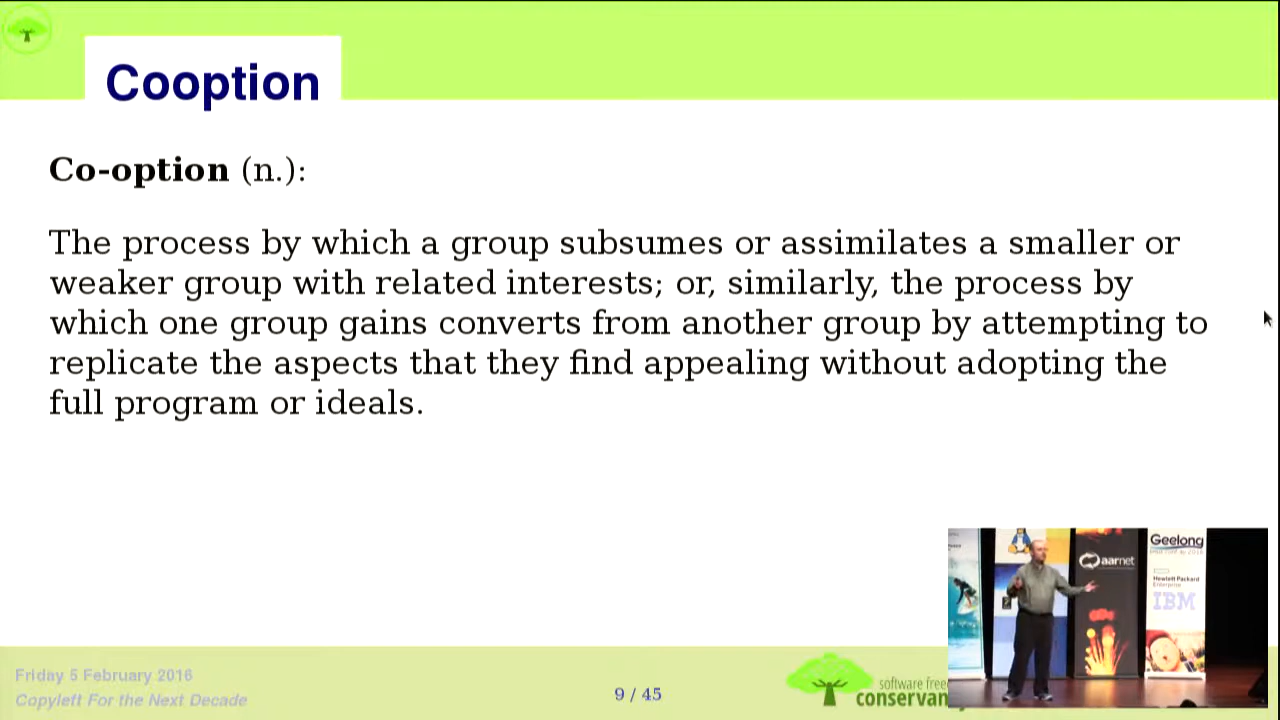 Cooption
Co-option (n.):
The process by which a group subsumes or assimilates a smaller or
weaker group with related interests; or, similarly, the process by
which one group gains converts from another group by attempting to
replicate the aspects that they find appealing without adopting the
full program or ideals.
Geelong
aarnet
Hewlett Packard
Enterprise
IBM
Friday 5 February 2016
Copyleft For the Next Decade
9 / 45
software free
conservan